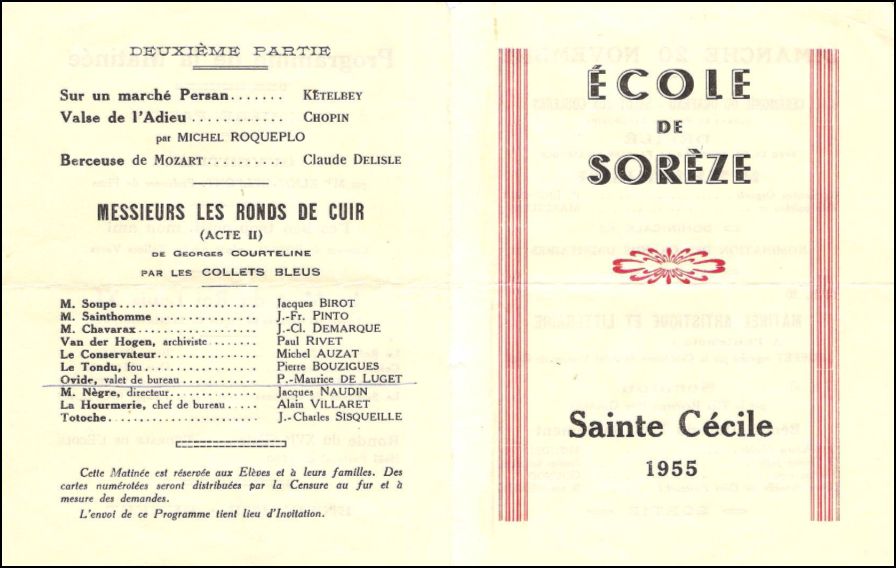 DEUXIÈME PARTIE
Sur un marché Persan....... KÉTELBEY
Valse de l'Adieu............ CHOPIN
par MICHEL ROQUEPLO
Berceuse de MOZART........ Claude DELISLE
MESSIEURS LES RONDS DE CUIR
(ACTE II)
DE GEORGES COURTELINE
PAR LES COLLETS BLEUS
M. Soupe..................... Jacques BIROT
M. Sainthomme................ J.-Fr. PINTO
M. Chavarax.................. J.-Cl. DEMARQUE
Van der Hogen, archiviste........ Paul RIVET
Le Conservateur................ Michel AUZAT
Le Tondu, fou.................. Pierre BOUZIGUES
Ovide, valet de bureau............ P.-Maurice DE LUGET
M. Nègre, directeur.............. Jacques NAUDIN
La Hourmerie, chef de bureau..... Alain VILLARET
Totoche....................... J.-Charles SISQUEILLE
Cette Matinée est réservée aux Elèves et à leurs familles. Des
cartes numérotées seront distribuées par la Censure au fur et à
mesure des demandes.
L'envoi de ce Programme tient lieu d'Invitation.
ÉCOLE
DE
SORÈZE
Sainte Cécile
1955